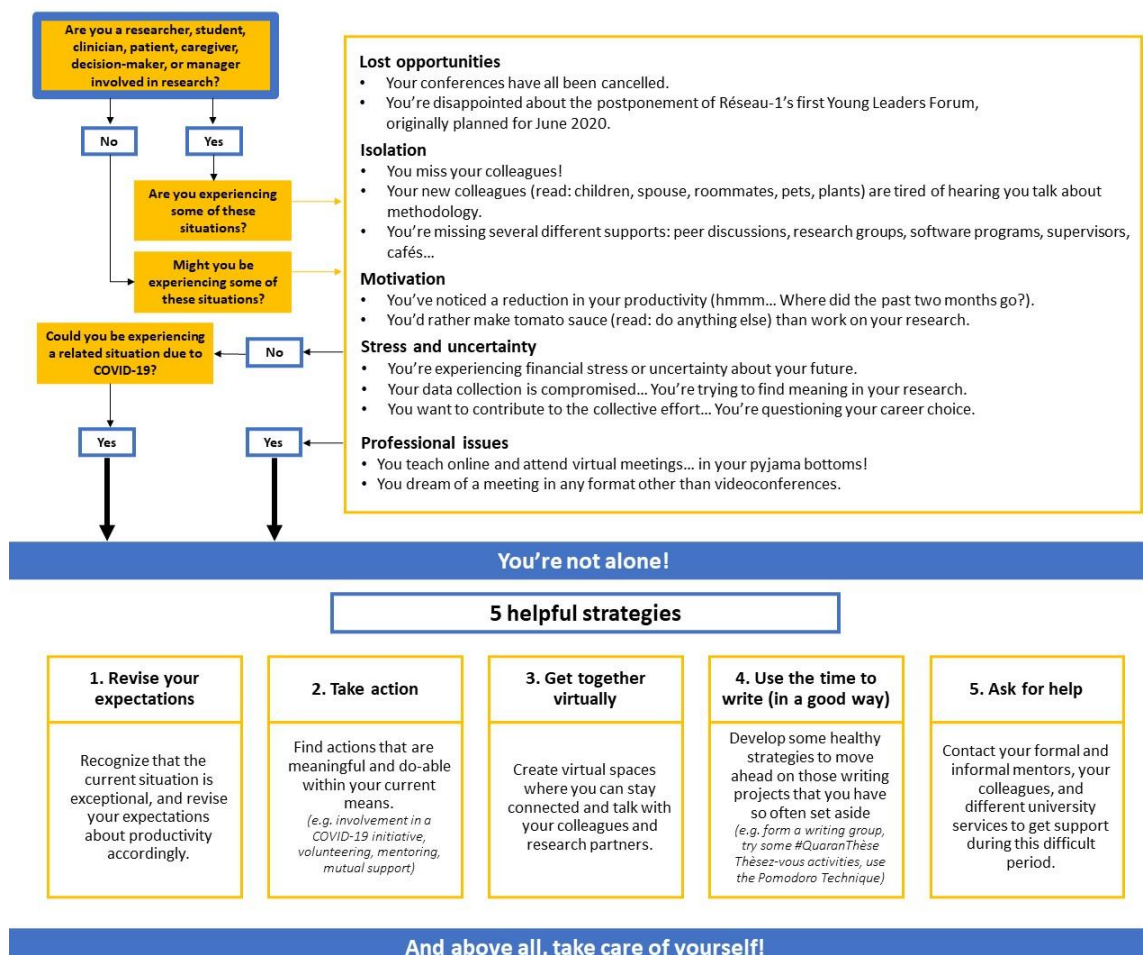 Are you a researcher, student,
clinician, patient, caregiver,
decision-maker, or manager
involved in research?
No
Yes
Are you experiencing
some of these
situations?
Might you be
experiencing some of
these situations?
Could you be experiencing
a related situation due to
COVID-19?
No
Yes
Yes
Lost opportunities
• Your conferences have all been cancelled.
• You're disappointed about the postponement of Réseau-1's first Young Leaders Forum,
originally planned for June 2020.
Isolation
• You miss your colleagues!
• Your new colleagues (read: children, spouse, roommates, pets, plants) are tired of hearing you talk about
methodology.
• You're missing several different supports: peer discussions, research groups, software programs, supervisors,
cafés…
Motivation
• You've noticed a reduction in your productivity (hmmm… Where did the past two months go?).
• You'd rather make tomato sauce (read: do anything else) than work on your research.
Stress and uncertainty
• You're experiencing financial stress or uncertainty about your future.
• Your data collection is compromised… You're trying to find meaning in your research.
• You want to contribute to the collective effort… You're questioning your career choice.
Professional issues
• You teach online and attend virtual meetings… in your pyjama bottoms!
• You dream of a meeting in any format other than videoconferences.
You're not alone!
5 helpful strategies
1. Revise your
expectations
Recognize that the
current situation is
exceptional, and revise
your expectations
about productivity
accordingly.
2. Take action
Find actions that are
meaningful and do-able
within your current
means.
(e.g. involvement in a
COVID-19 initiative,
volunteering, mentoring,
mutual support)
3. Get together
virtually
Create virtual spaces
where you can stay
connected and talk with
your colleagues and
research partners.
4. Use the time to
write (in a good way)
Develop some healthy
strategies to move
ahead on those writing
projects that you have
so often set aside
(e.g. form a writing group,
try some #QuaranThèse
Thèsez-vous activities, use
the Pomodoro Technique)
5. Ask for help
Contact your formal and
informal mentors, your
colleagues, and
different university
services to get support
during this difficult
period.
And above all, take care of yourself!